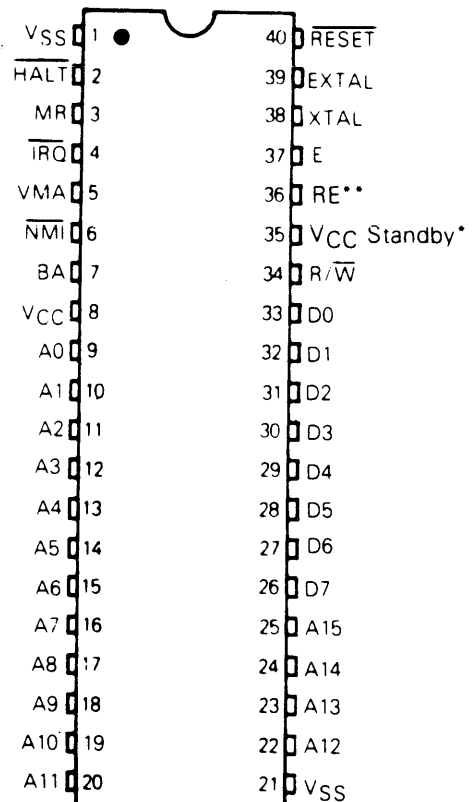 VSS 1 40 RESET
HALT 2 39 EXTAL
MR 3 38 XTAL
IRQ 4 37 E
VMA 5 36 RE**
NMI 6 35 VCC Standby*
BA 7 34 R/W
VCC 8 33 D0
A0 9 32 D1
A1 10 31 D2
A2 11 30 D3
A3 12 29 D4
A4 13 28 D5
A5 14 27 D6
A6 15 26 D7
A7 16 25 A15
A8 17 24 A14
A9 18 23 A13
A10 19 22 A12
A11 20 21 VSS